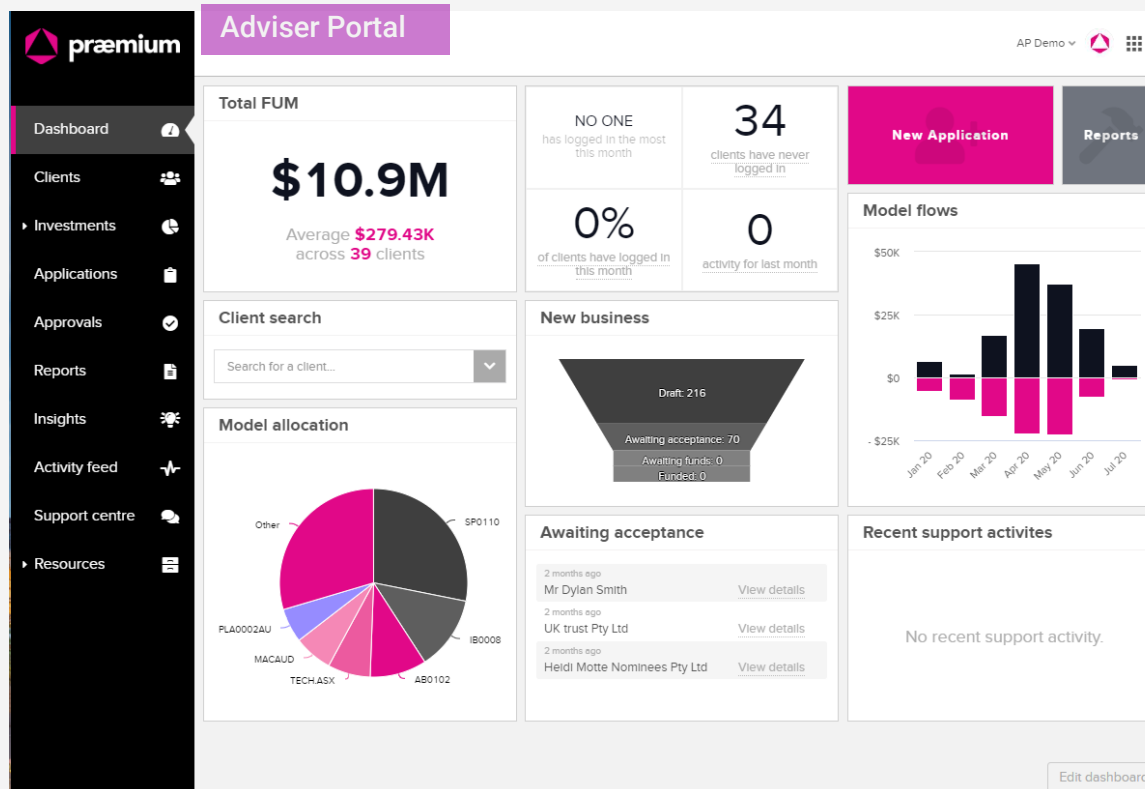 præmium
Adviser Portal
AP Demo
Dashboard
Clients
Investments
Applications
Approvals
Reports
Insights
Activity feed
Support centre
Resources
Total FUM
$10.9M
Average $279.43K
across 39 clients
NO ONE
has logged in the most
this month
34
clients have never
logged in
0%
of clients have logged in
this month
0
activity for last month
New Application
Reports
Client search
Search for a client...
New business
Draft: 216
Awaiting acceptance: 70
Awaiting funds: 0
Funded: 0
Model flows
$50K
$25K
$0
- $25K
Jan 20
Feb 20
Mar 20
Apr 20
May 20
Jun 20
Jul 20
Model allocation
Other
SP0110
PLA0002AU
IB0008
MACAUD
TECH.ASX
AB0102
Awaiting acceptance
2 months ago
Mr Dylan Smith
View details
2 months ago
UK trust Pty Ltd
View details
2 months ago
Heidi Motte Nominees Pty Ltd
View details
Recent support activites
No recent support activity.
Edit dashboard